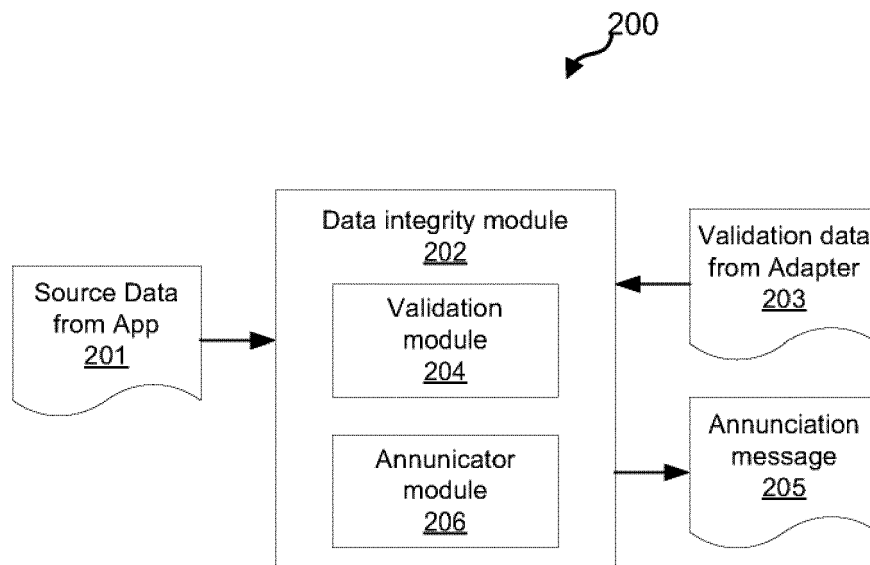 200
Data integrity module
202
Source Data
from App
201
Validation
module
204
Annunicator
module
206
Validation data
from Adapter
203
Annunciation
message
205